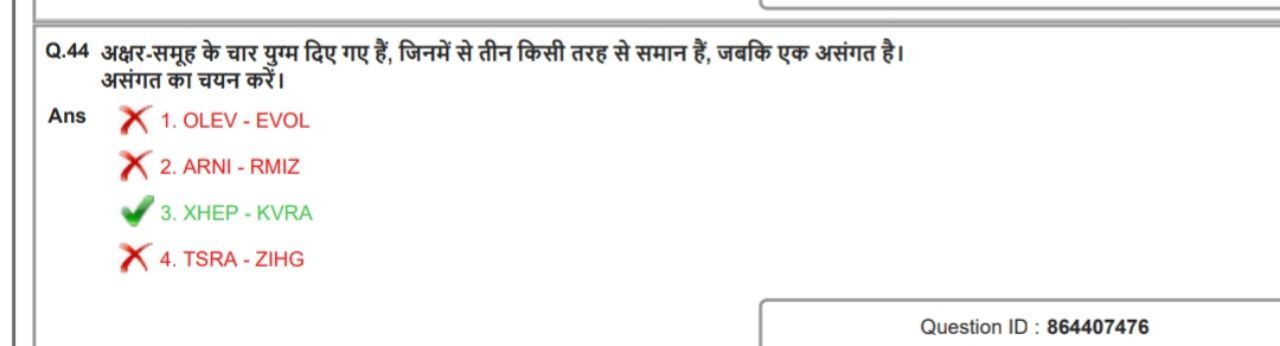 Q.44 अक्षर-समूह के चार युग्म दिए गए हैं, जिनमें से तीन किसी तरह से समान हैं, जबकि एक असंगत है।
असंगत का चयन करें।
Ans 1. OLEV - EVOL
2. ARNI - RMIZ
3. XHEP - KVRA
4. TSRA - ZIHG
Question ID : 864407476